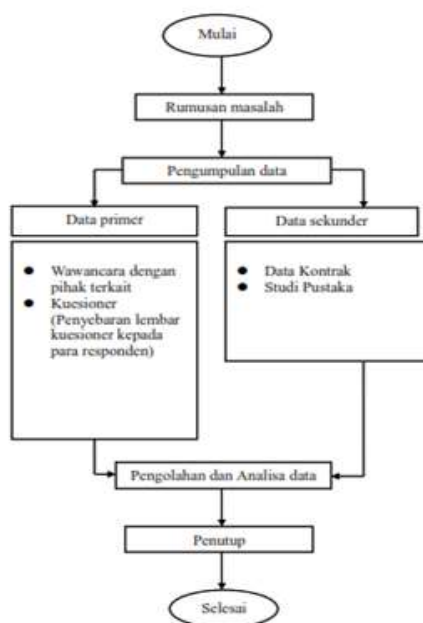 Mulai
Rumusan masalah
Pengumpulan data
Data primer
Data sekunder
● Wawancara dengan
pihak terkait
● Kuesioner
(Penyebaran lembar
kuesioner kepada
para responden)
● Data Kontrak
● Studi Pustaka
Pengolahan dan Analisa data
Penutup
Selesai